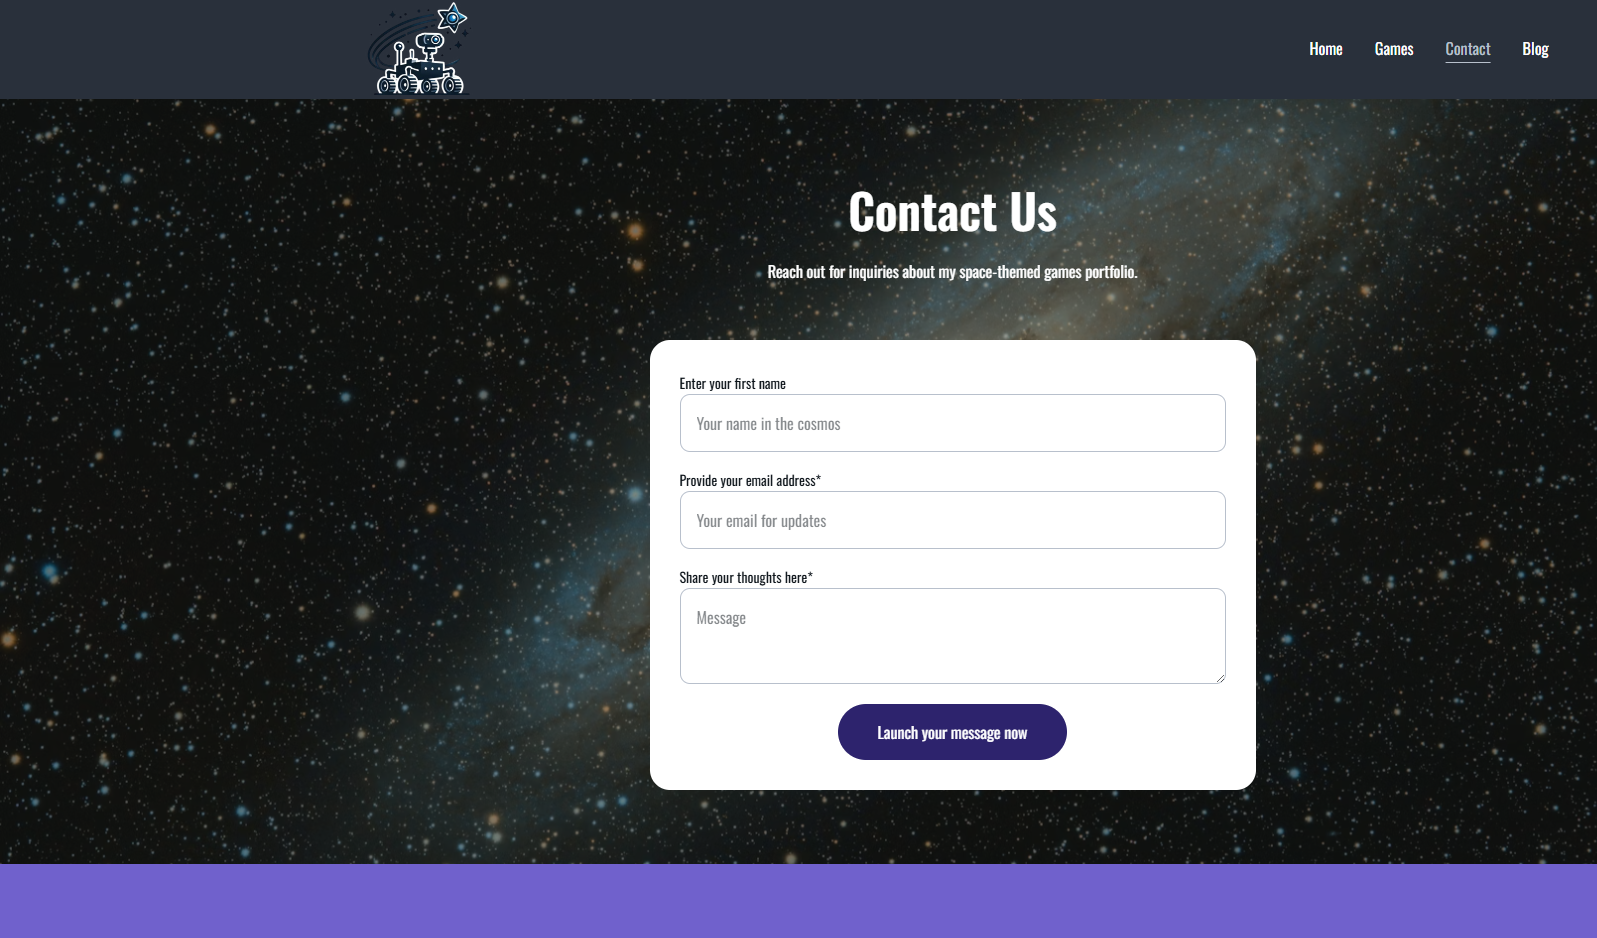 Home Games Contact Blog
Contact Us
Reach out for inquiries about my space-themed games portfolio.
Enter your first name
Your name in the cosmos
Provide your email address*
Your email for updates
Share your thoughts here*
Message
Launch your message now